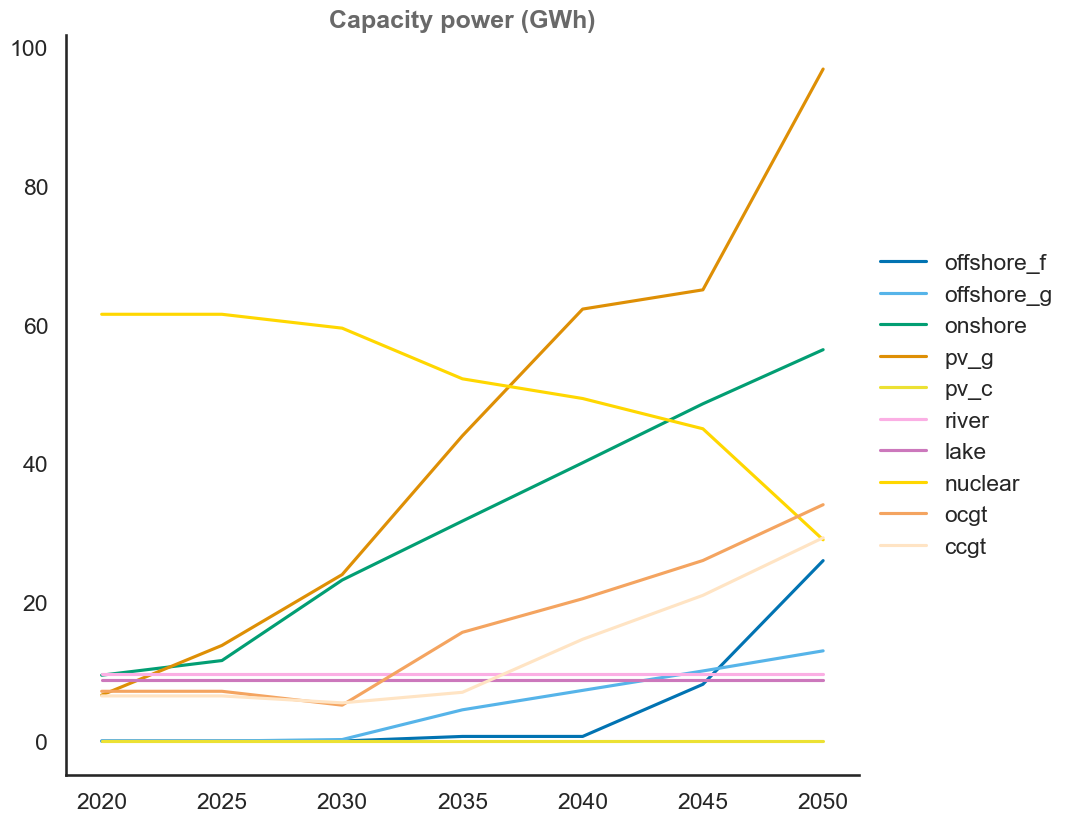 Capacity power (GWh)
100
80
60
40
20
0
2020 2025 2030 2035 2040 2045 2050
offshore_f
offshore_g
onshore
pv_g
pv_c
river
lake
nuclear
ocgt
ccgt